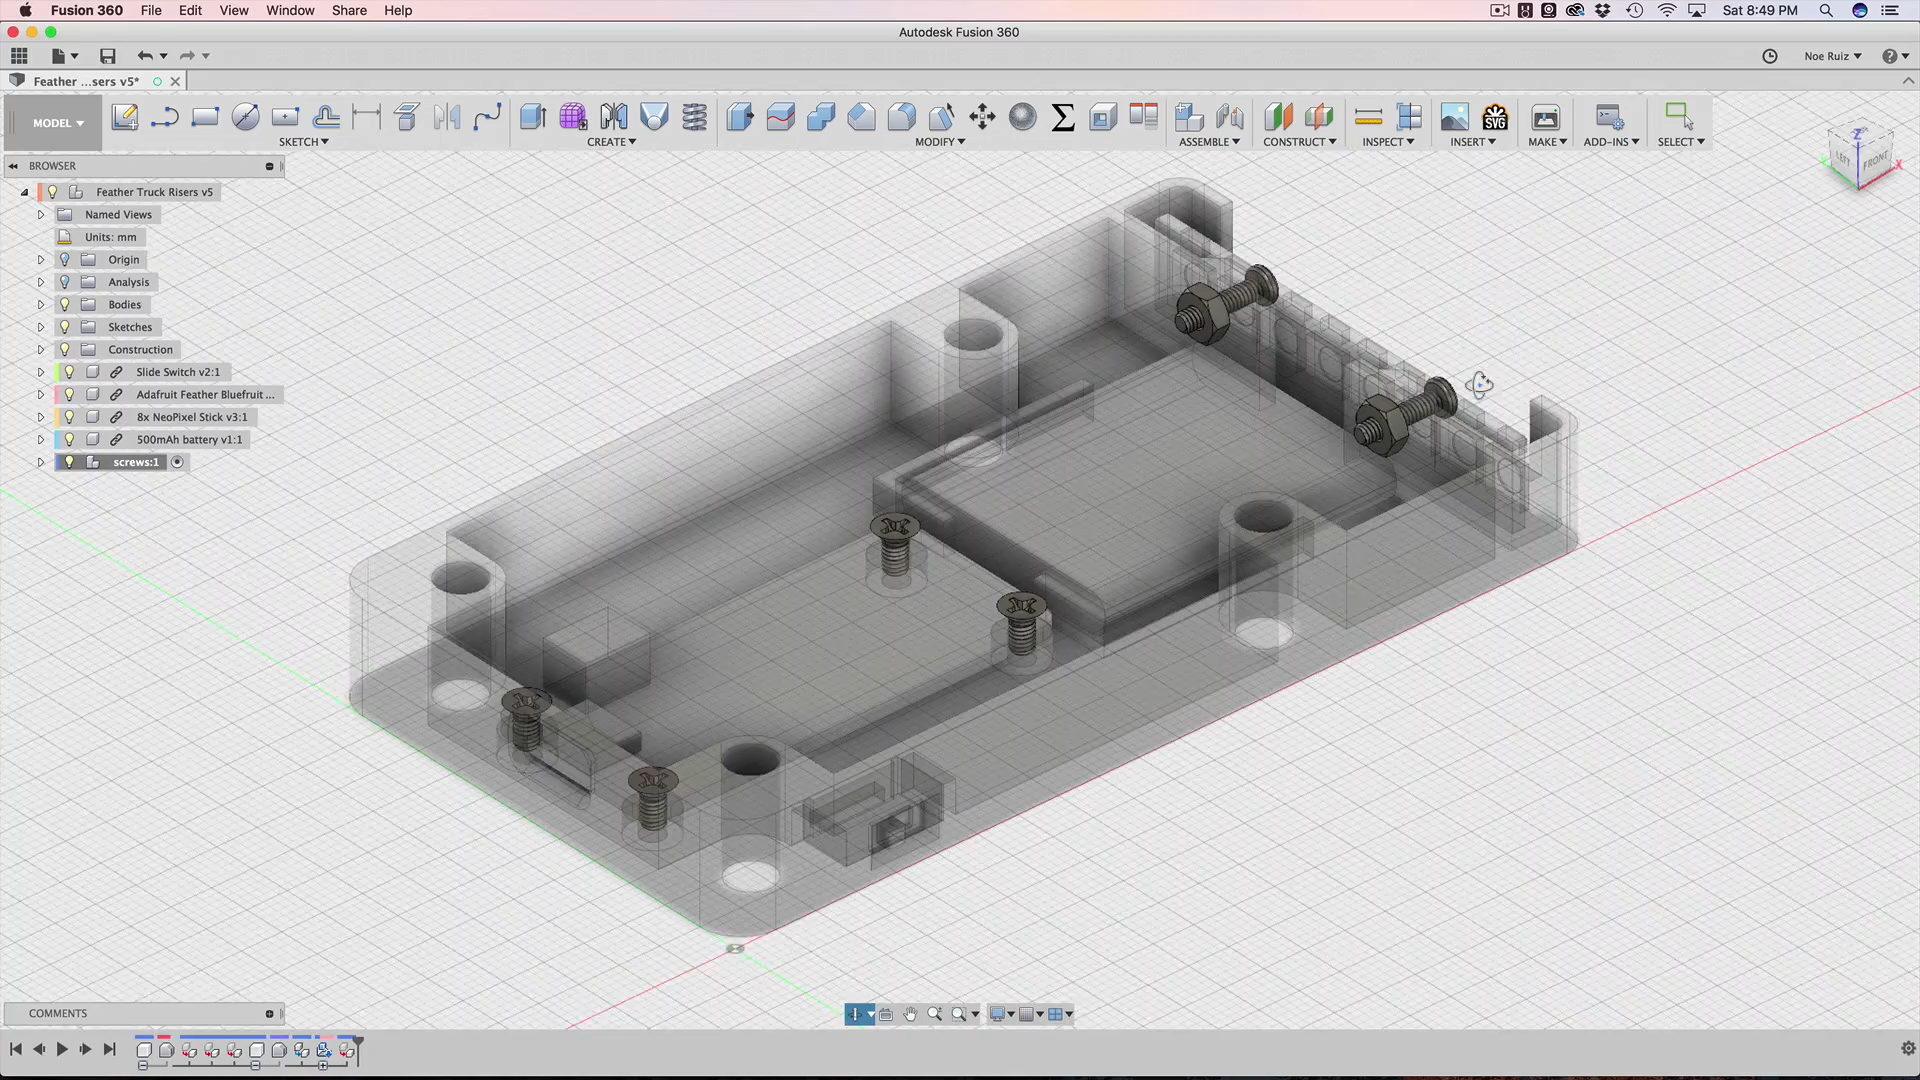 Fusion 360 File Edit View Window Share Help Sat 8:49 PM
Autodesk Fusion 360
Noe Ruiz
Feather ...sers v5*
MODEL
SVG
SKETCH CREATE MODIFY ASSEMBLE CONSTRUCT INSPECT INSERT MAKE ADD-INS SELECT
BROWSER
Z
LEFT FRONT X
Feather Truck Risers v5
Named Views
Units: mm
Origin
Analysis
Bodies
Sketches
Construction
Slide Switch v2:1
Adafruit Feather Bluefruit ...
8x NeoPixel Stick v3:1
500mAh battery v1:1
screws:1
COMMENTS